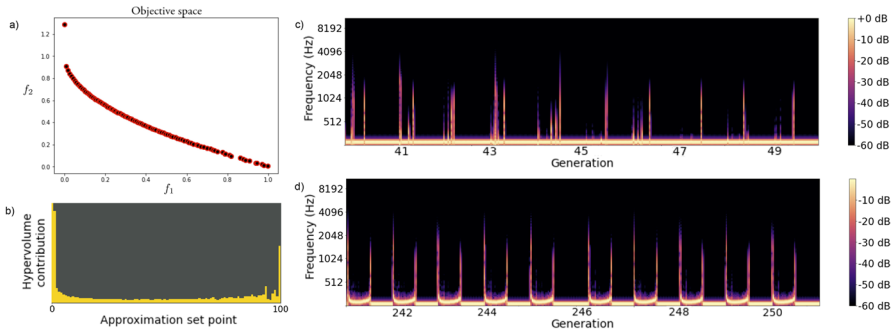 a)
Objective space
f₂
1.2
1.0
0.8
0.6
0.4
0.2
0.0
0.0 0.2 0.4 0.6 0.8 1.0
f₁
b)
Hypervolume
contribution
0 100
Approximation set point
c)
Frequency (Hz)
8192
4096
2048
1024
512
41 43 45 47 49
Generation
+0 dB
-10 dB
-20 dB
-30 dB
-40 dB
-50 dB
-60 dB
d)
Frequency (Hz)
8192
4096
2048
1024
512
242 244 246 248 250
Generation
-10 dB
-20 dB
-30 dB
-40 dB
-50 dB
-60 dB